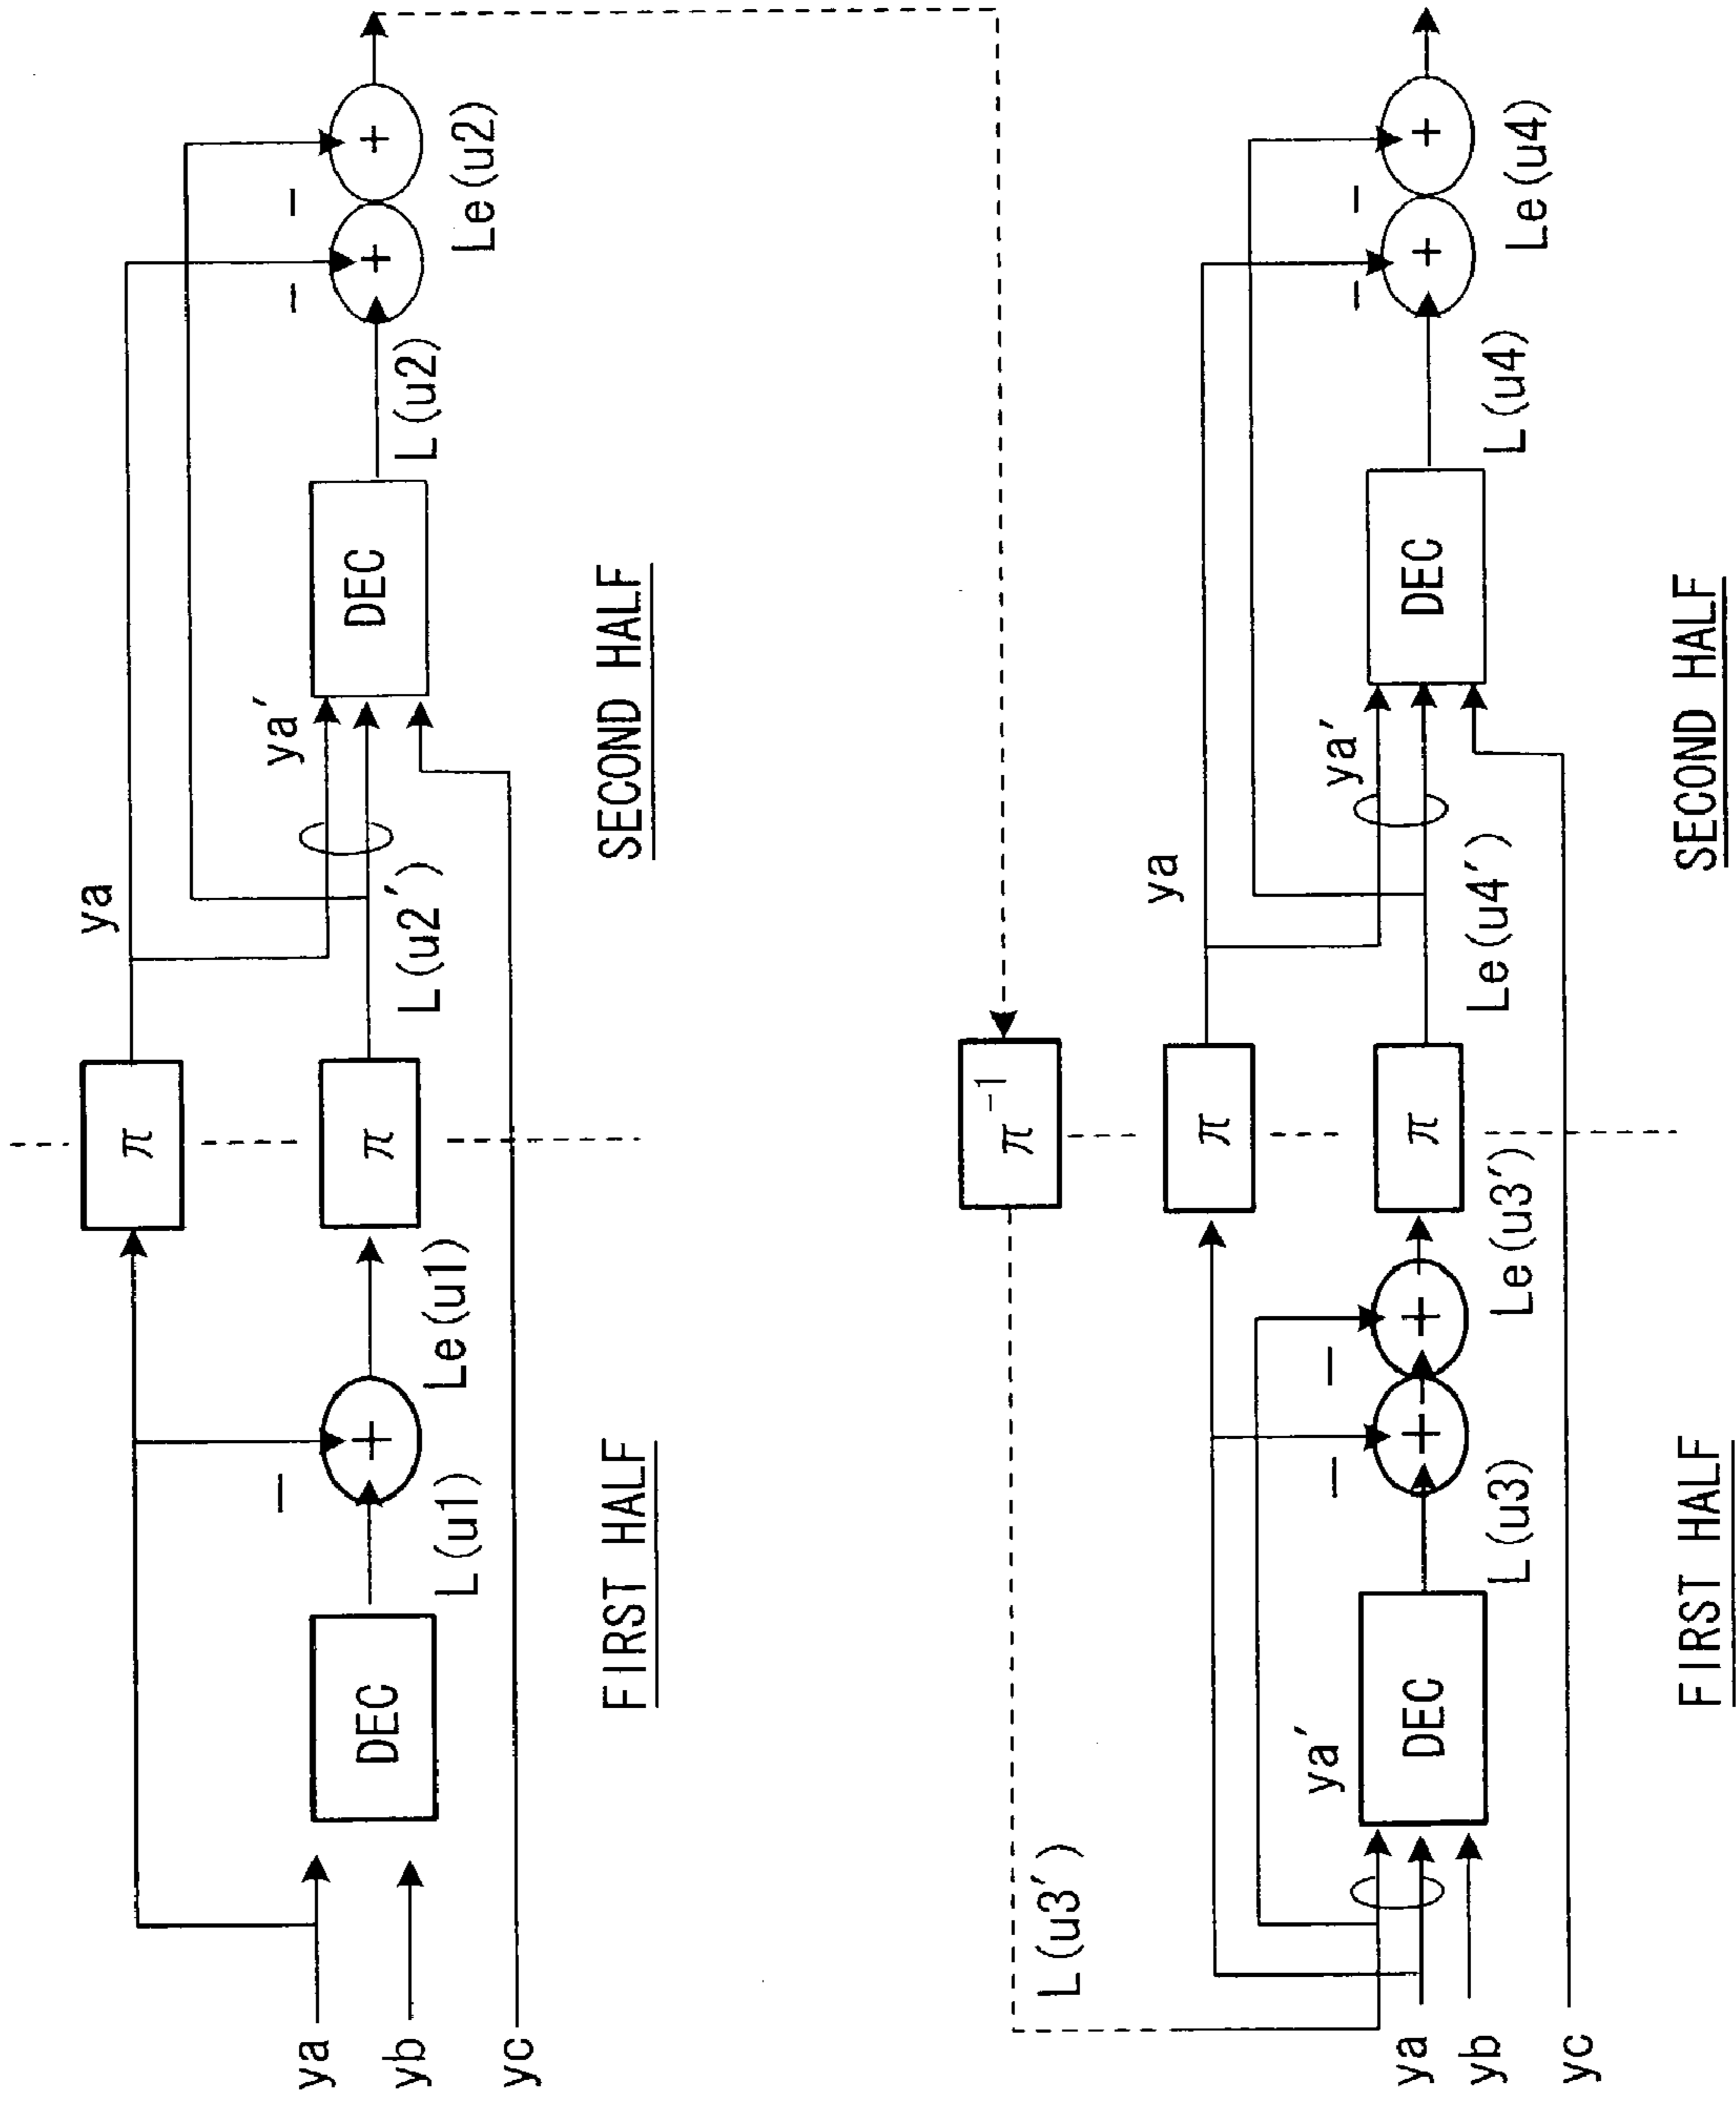 ya
yb
yc
DEC
L(u1)
−
+
Le(u1)
π
π
ya
L(u2')
ya'
DEC
L(u2)
−
+
−
+
Le(u2)
FIRST HALF
SECOND HALF
L(u3')
π⁻¹
ya
yb
yc
ya'
DEC
L(u3)
−
+
−
+
Le(u3')
π
π
ya
Le(u4')
ya'
DEC
L(u4)
−
+
−
+
Le(u4)
FIRST HALF
SECOND HALF